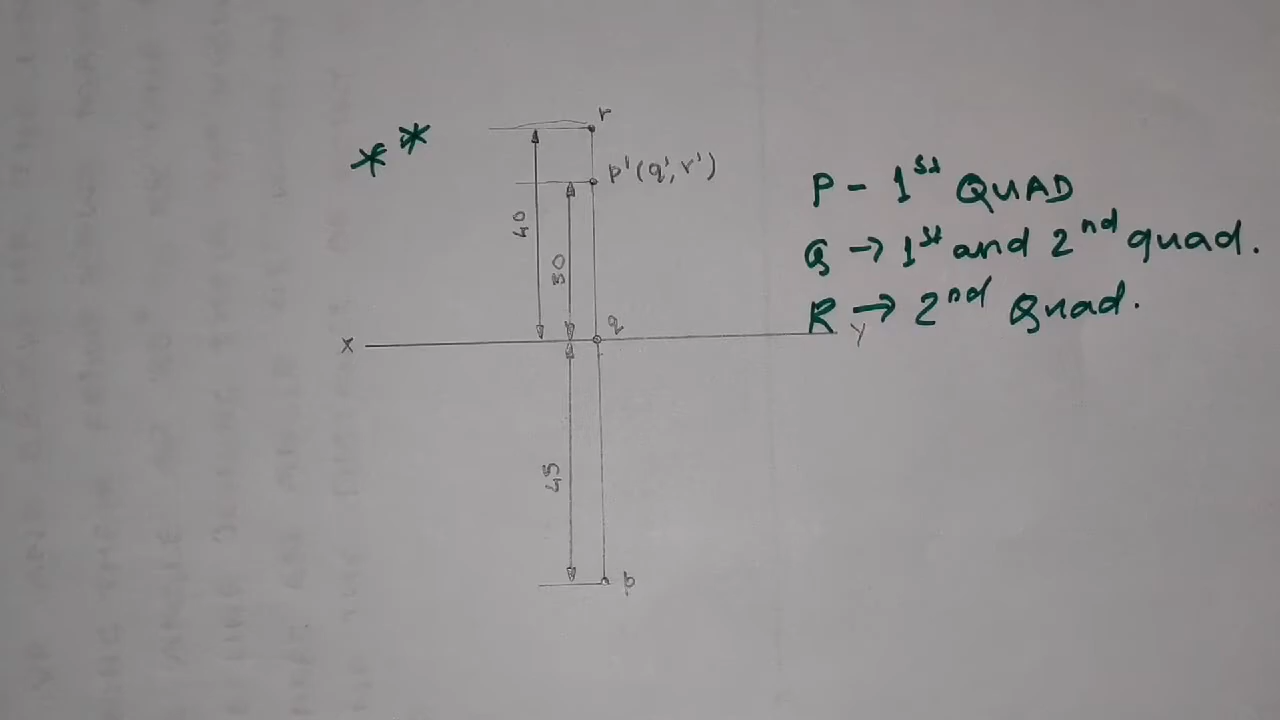 **
r
p'(q', r')
40
30
q
X
Y
45
p
P - 1st QUAD
Q → 1st and 2nd quad.
R → 2nd Quad.